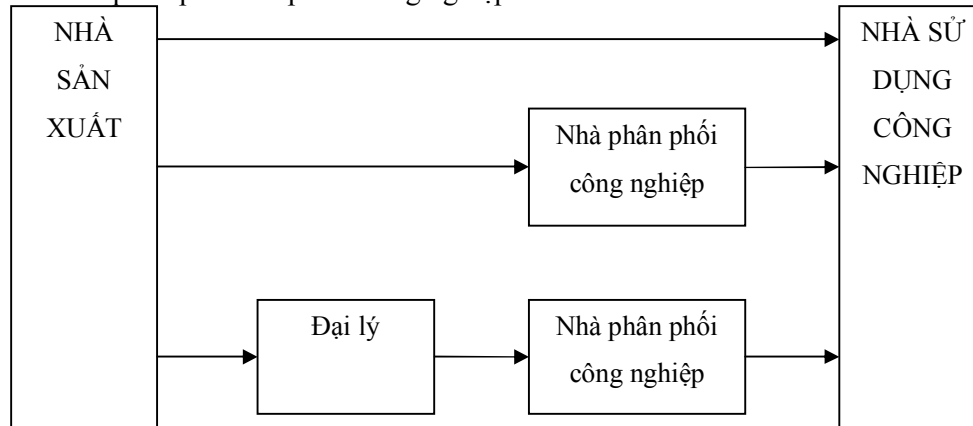 NHÀ
SẢN
XUẤT
NHÀ SỬ
DỤNG
CÔNG
NGHIỆP
Nhà phân phối
công nghiệp
Đại lý
Nhà phân phối
công nghiệp